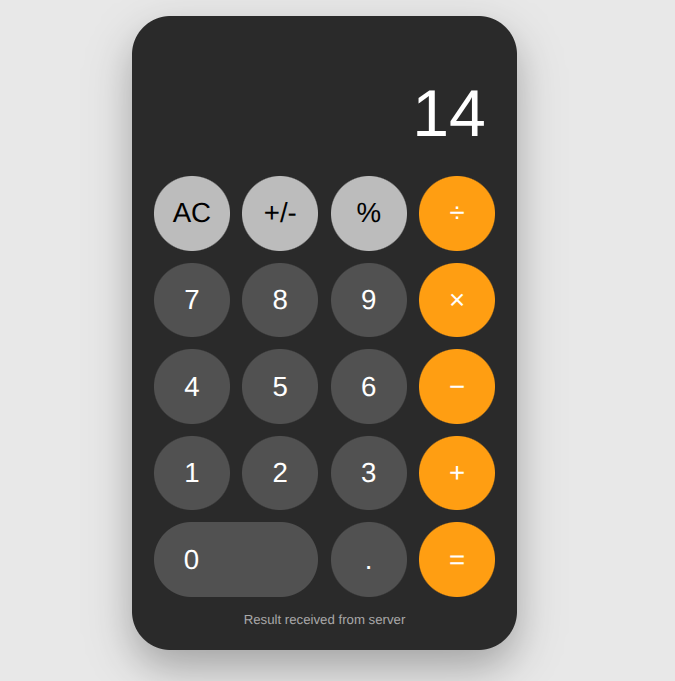 14
AC +/- % ÷
7 8 9 ×
4 5 6 −
1 2 3 +
0 . =
Result received from server